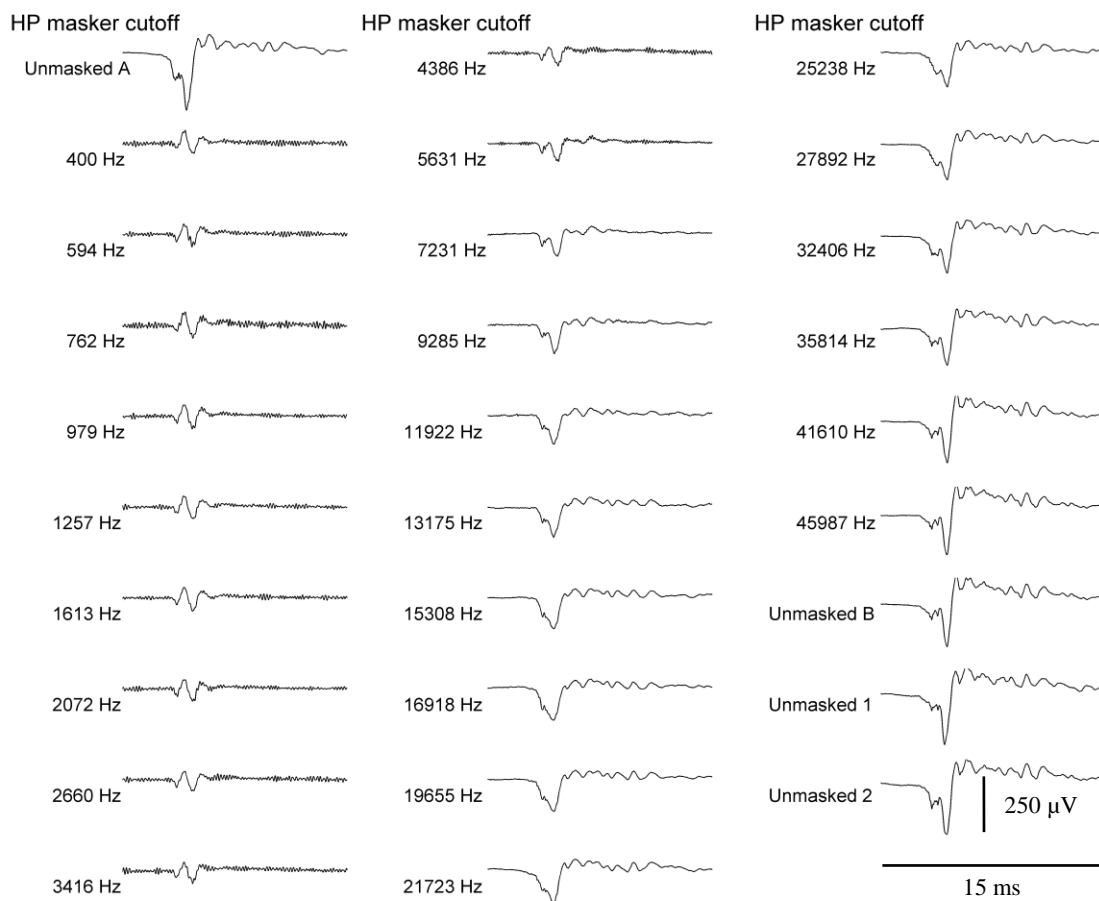 HP masker cutoff
Unmasked A
400 Hz
594 Hz
762 Hz
979 Hz
1257 Hz
1613 Hz
2072 Hz
2660 Hz
3416 Hz
HP masker cutoff
4386 Hz
5631 Hz
7231 Hz
9285 Hz
11922 Hz
13175 Hz
15308 Hz
16918 Hz
19655 Hz
21723 Hz
HP masker cutoff
25238 Hz
27892 Hz
32406 Hz
35814 Hz
41610 Hz
45987 Hz
Unmasked B
Unmasked 1
Unmasked 2
250 µV
15 ms